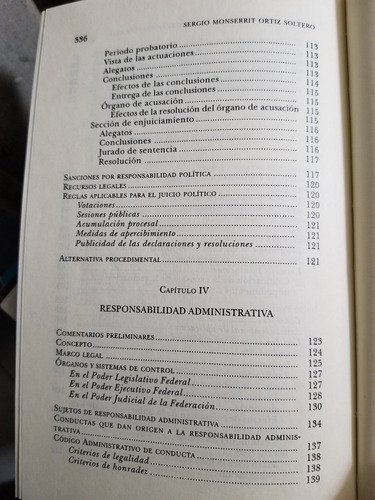 336 SERGIO MONSERRIT ORTIZ SOLTERO
Periodo probatorio 113
Vista de las actuaciones 113
Alegatos 113
Conclusiones 113
Efectos de las conclusiones 114
Entrega de las conclusiones 115
Órgano de acusación 115
Efectos de la resolución del órgano de acusación 115
Sección de enjuiciamiento 115
Alegatos 116
Conclusiones 116
Jurado de sentencia 116
Resolución 117
SANCIONES POR RESPONSABILIDAD POLÍTICA 117
RECURSOS LEGALES 120
REGLAS APLICABLES PARA EL JUICIO POLÍTICO 120
Votaciones 120
Sesiones públicas 120
Acumulación procesal 121
Medidas de apercibimiento 121
Publicidad de las declaraciones y resoluciones 121
ALTERNATIVA PROCEDIMENTAL 121
CAPÍTULO IV
RESPONSABILIDAD ADMINISTRATIVA
COMENTARIOS PRELIMINARES 123
CONCEPTO 124
MARCO LEGAL 125
ÓRGANOS Y SISTEMAS DE CONTROL 127
En el Poder Legislativo Federal 127
En el Poder Ejecutivo Federal 128
En el Poder Judicial de la Federación 130
SUJETOS DE RESPONSABILIDAD ADMINISTRATIVA 134
CONDUCTAS QUE DAN ORIGEN A LA RESPONSABILIDAD ADMINIS-
TRATIVA 137
CÓDIGO ADMINISTRATIVO DE CONDUCTA 138
Criterios de legalidad 138
Criterios de honradez 139